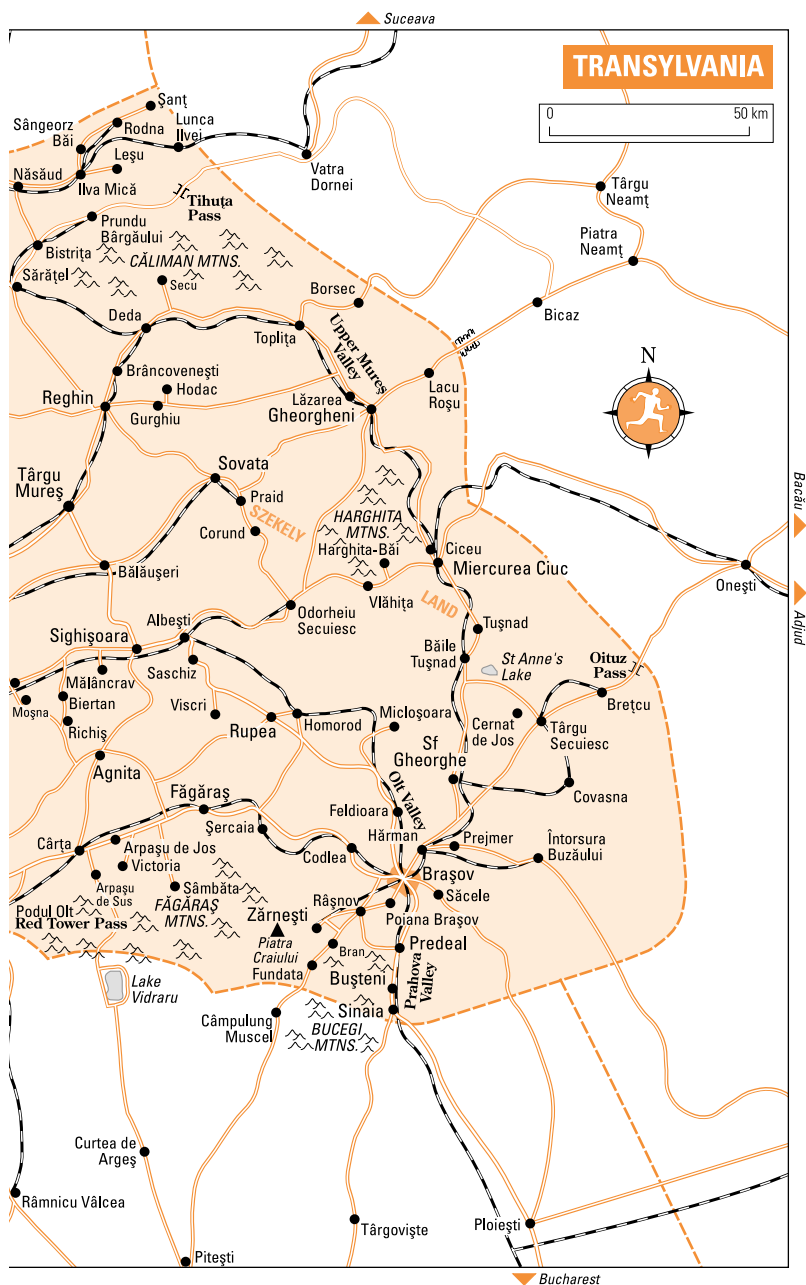 Suceava
TRANSYLVANIA
0
50 km
Şanţ
Sângeorz
Băi
Rodna
Lunca
Ilvei
Leşu
Năsăud
Ilva Mică
Vatra
Dornei
Târgu
Neamţ
Tihuţa
Pass
Prundu
Bârgăului
Piatra
Neamţ
Bistriţa
CĂLIMAN MTNS.
Sărăţel
Secu
Borsec
Bicaz
Deda
Topliţa
Upper Mureş
Valley
N
Brâncoveneşti
Lacu
Roşu
Hodac
Reghin
Lăzarea
Gurghiu
Gheorgheni
Sovata
Târgu
Mureş
Bacău
Praid
SZEKELY
HARGHITA
MTNS.
Corund
Harghita-Băi
Ciceu
Miercurea Ciuc
Bălăuşeri
Oneşti
Vlăhiţa
LAND
Odorheiu
Secuiesc
Adjud
Albeşti
Tuşnad
Sighişoara
Băile
Tuşnad
St Anne's
Lake
Oituz
Pass
Saschiz
Mălâncrav
Moşna
Biertan
Viscri
Micloşoara
Breţcu
Richiş
Rupea
Homorod
Cernat
de Jos
Târgu
Secuiesc
Agnita
Sf
Gheorghe
Covasna
Făgăraş
Olt Valley
Feldioara
Şercaia
Hărman
Prejmer
Întorsura
Buzăului
Cârţa
Arpaşu de Jos
Codlea
Victoria
Braşov
Arpaşu
de Sus
Sâmbăta
Săcele
FĂGĂRAŞ
MTNS.
Râşnov
Poiana Braşov
Podul Olt
Red Tower Pass
Zărneşti
Predeal
Piatra
Craiului
Bran
Fundata
Prahova
Valley
Buşteni
Lake
Vidraru
Sinaia
Câmpulung
Muscel
BUCEGI
MTNS.
Curtea de
Argeş
Râmnicu Vâlcea
Târgovişte
Ploieşti
Piteşti
Bucharest